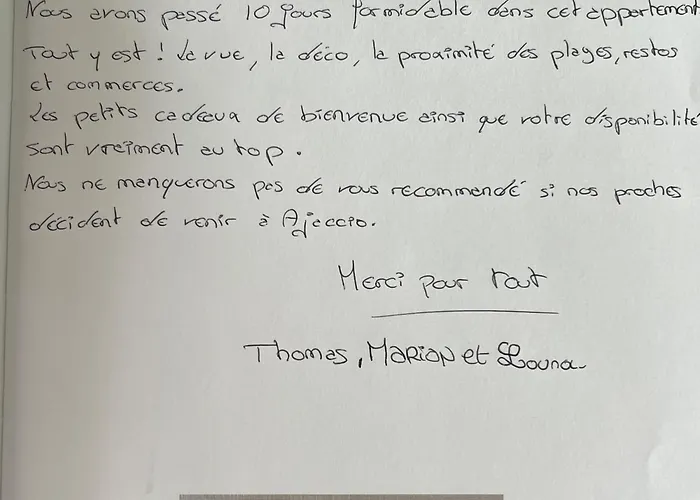 Nous avons passé 10 jours formidable dans cet appartement
Tout y est ! La vue, la déco, la proximité des plages, restos
et commerces.
Les petits cadeaux de bienvenue ainsi que votre disponibilité
sont vraiment au top.
Nous ne manquerons pas de vous recommendé si nos proches
décident de venir à Ajaccio.
Merci pour tout
Thomas, MARION et Louna